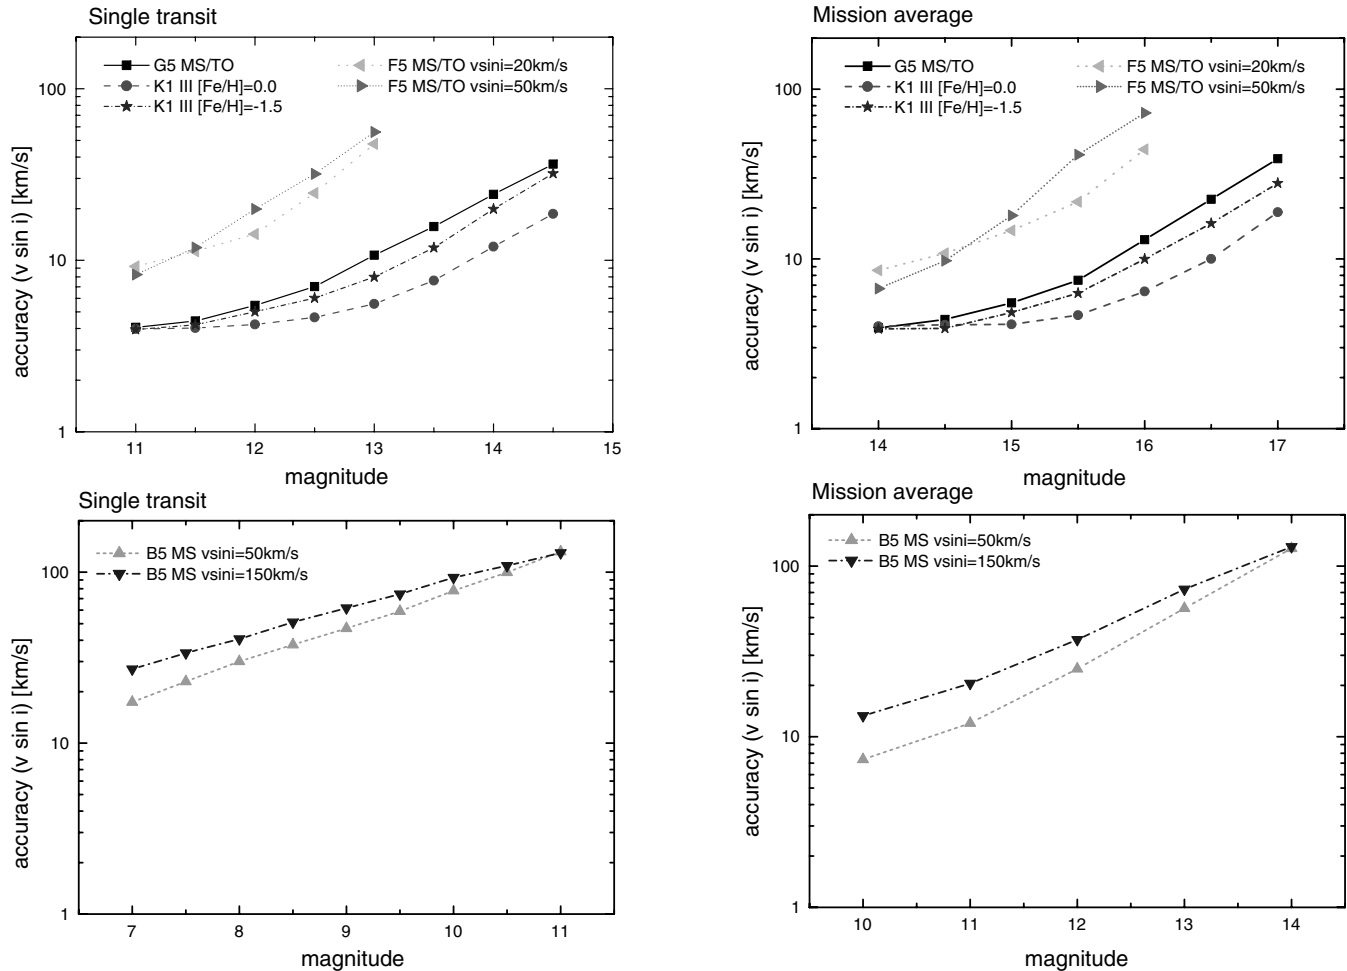 Single transit
G5 MS/TO
K1 III [Fe/H]=0.0
K1 III [Fe/H]=-1.5
F5 MS/TO vsini=20km/s
F5 MS/TO vsini=50km/s
100
10
1
accuracy (v sin i) [km/s]
11 12 13 14 15
magnitude
Mission average
G5 MS/TO
K1 III [Fe/H]=0.0
K1 III [Fe/H]=-1.5
F5 MS/TO vsini=20km/s
F5 MS/TO vsini=50km/s
100
10
1
accuracy (v sin i) [km/s]
14 15 16 17
magnitude
Single transit
B5 MS vsini=50km/s
B5 MS vsini=150km/s
100
10
1
accuracy (v sin i) [km/s]
7 8 9 10 11
magnitude
Mission average
B5 MS vsini=50km/s
B5 MS vsini=150km/s
100
10
1
accuracy (v sin i) [km/s]
10 11 12 13 14
magnitude